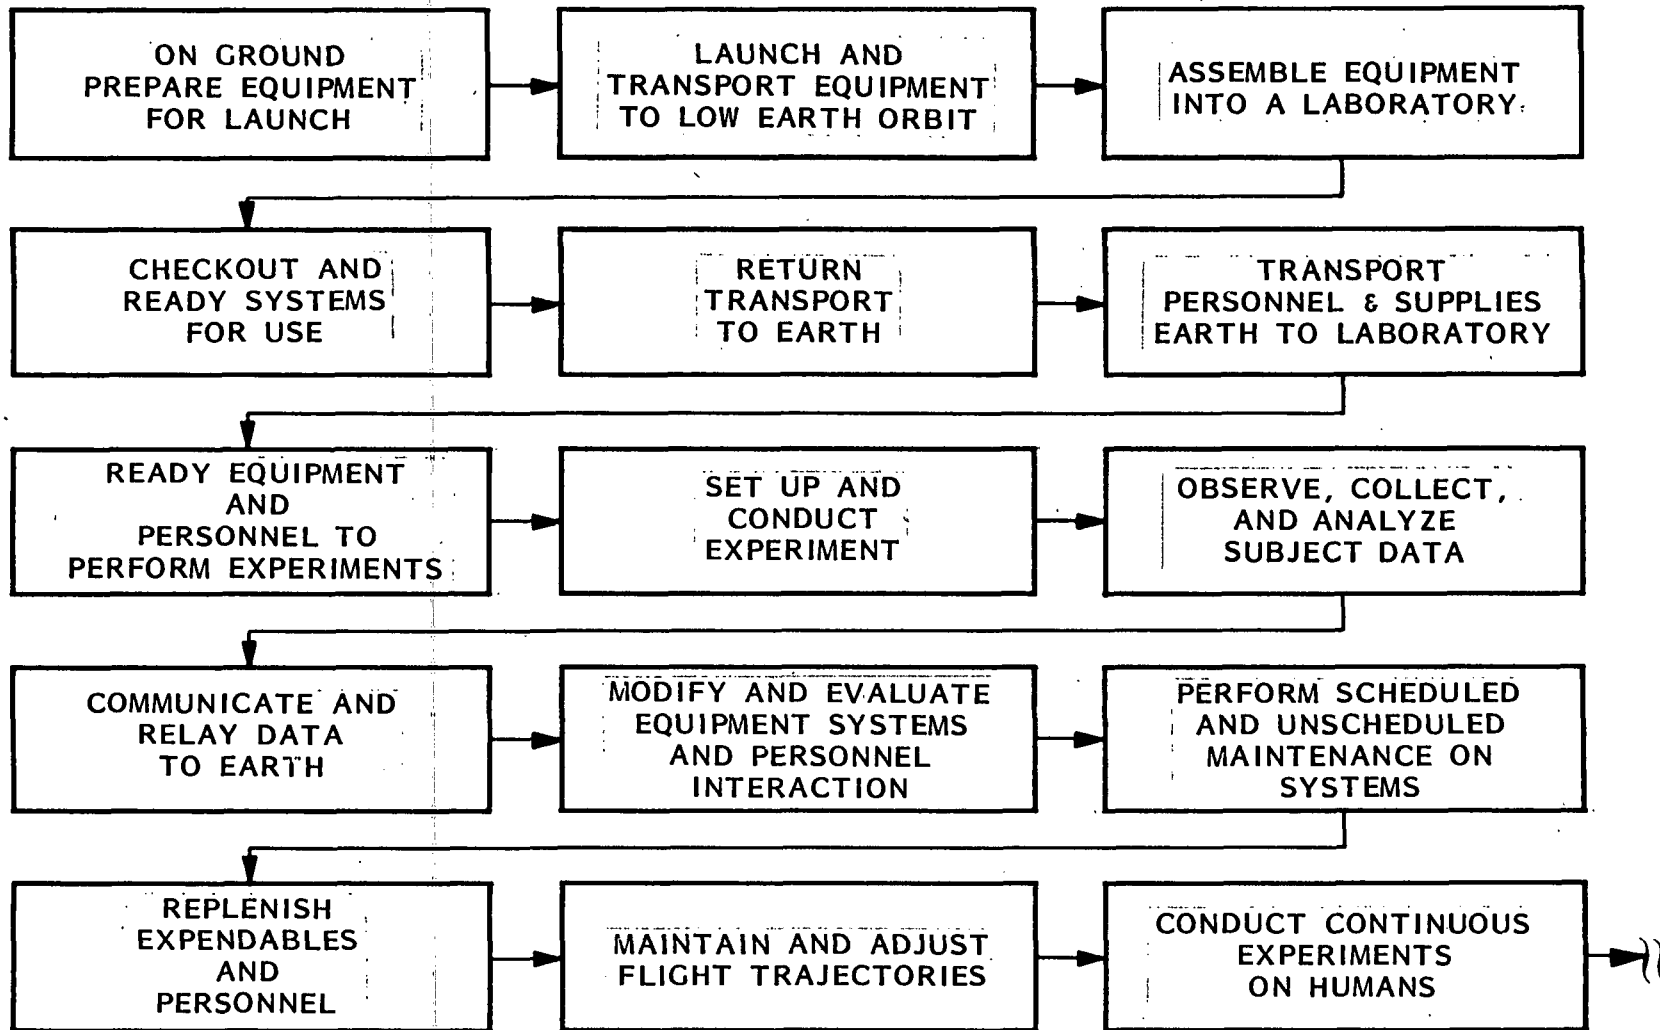 ON GROUND
PREPARE EQUIPMENT
FOR LAUNCH
LAUNCH AND
TRANSPORT EQUIPMENT
TO LOW EARTH ORBIT
ASSEMBLE EQUIPMENT
INTO A LABORATORY
CHECKOUT AND
READY SYSTEMS
FOR USE
RETURN
TRANSPORT
TO EARTH
TRANSPORT
PERSONNEL & SUPPLIES
EARTH TO LABORATORY
READY EQUIPMENT
AND
PERSONNEL TO
PERFORM EXPERIMENTS
SET UP AND
CONDUCT
EXPERIMENT
OBSERVE, COLLECT,
AND ANALYZE
SUBJECT DATA
COMMUNICATE AND
RELAY DATA
TO EARTH
MODIFY AND EVALUATE
EQUIPMENT SYSTEMS
AND PERSONNEL
INTERACTION
PERFORM SCHEDULED
AND UNSCHEDULED
MAINTENANCE ON
SYSTEMS
REPLENISH
EXPENDABLES
AND
PERSONNEL
MAINTAIN AND ADJUST
FLIGHT TRAJECTORIES
CONDUCT CONTINUOUS
EXPERIMENTS
ON HUMANS